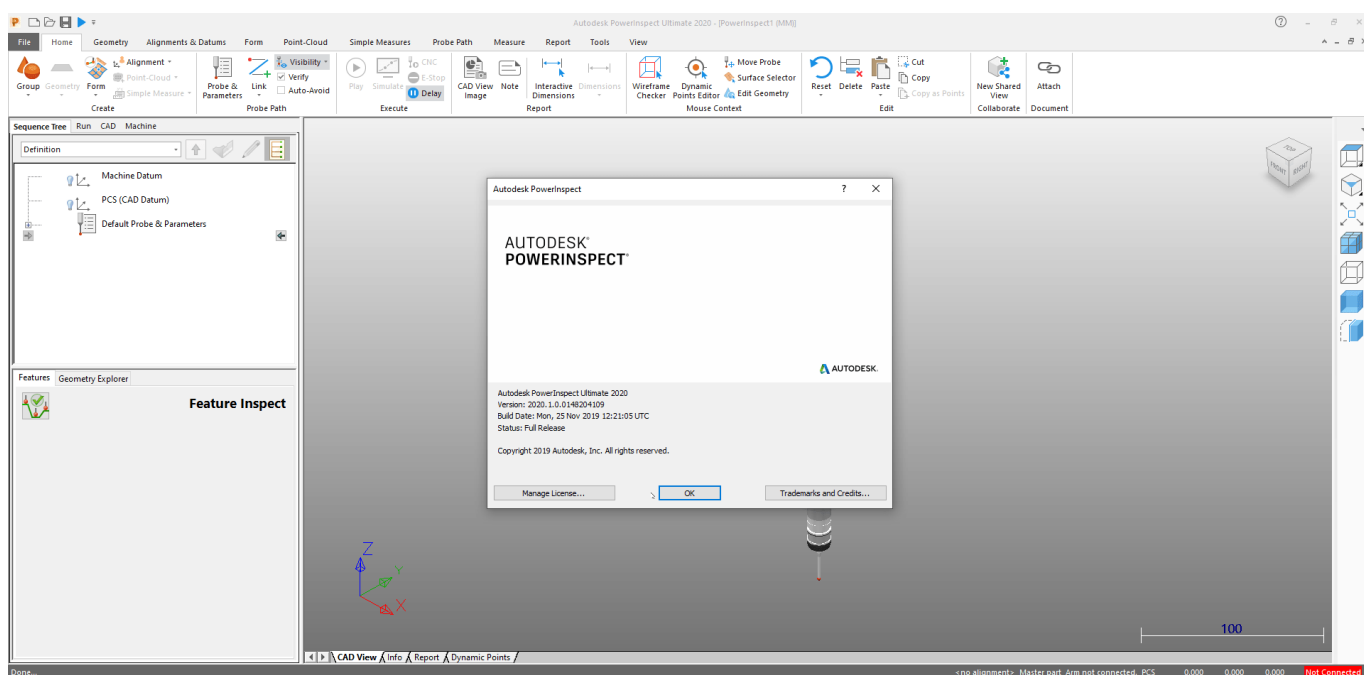 Autodesk PowerInspect Ultimate 2020 - [PowerInspect1 (MM)]
File Home Geometry Alignments & Datums Form Point-Cloud Simple Measures Probe Path Measure Report Tools View
Group Geometry Form
Alignment
Point-Cloud
Simple Measure
Create
Probe & Parameters
Link
Visibility
Verify
Auto-Avoid
Probe Path
Play Simulate
CNC
E-Stop
Delay
Execute
CAD View Image
Note
Interactive Dimensions
Dimensions
Report
Wireframe Checker
Dynamic Points Editor
Move Probe
Surface Selector
Edit Geometry
Mouse Context
Reset Delete Paste
Cut
Copy
Copy as Points
Edit
New Shared View
Collaborate
Attach
Document
Sequence Tree Run CAD Machine
Definition
Machine Datum
PCS (CAD Datum)
Default Probe & Parameters
Features Geometry Explorer
Feature Inspect
TOP
FRONT
RIGHT
Autodesk PowerInspect ? X
AUTODESK®
POWERINSPECT®
AUTODESK.
Autodesk PowerInspect Ultimate 2020
Version: 2020.1.0.0148204109
Build Date: Mon, 25 Nov 2019 12:21:05 UTC
Status: Full Release
Copyright 2019 Autodesk, Inc. All rights reserved.
Manage License... OK Trademarks and Credits...
Z
Y
X
100
CAD View Info Report Dynamic Points
Done... <no alignment> Master part Arm not connected. PCS 0.000 0.000 0.000 Not Connected